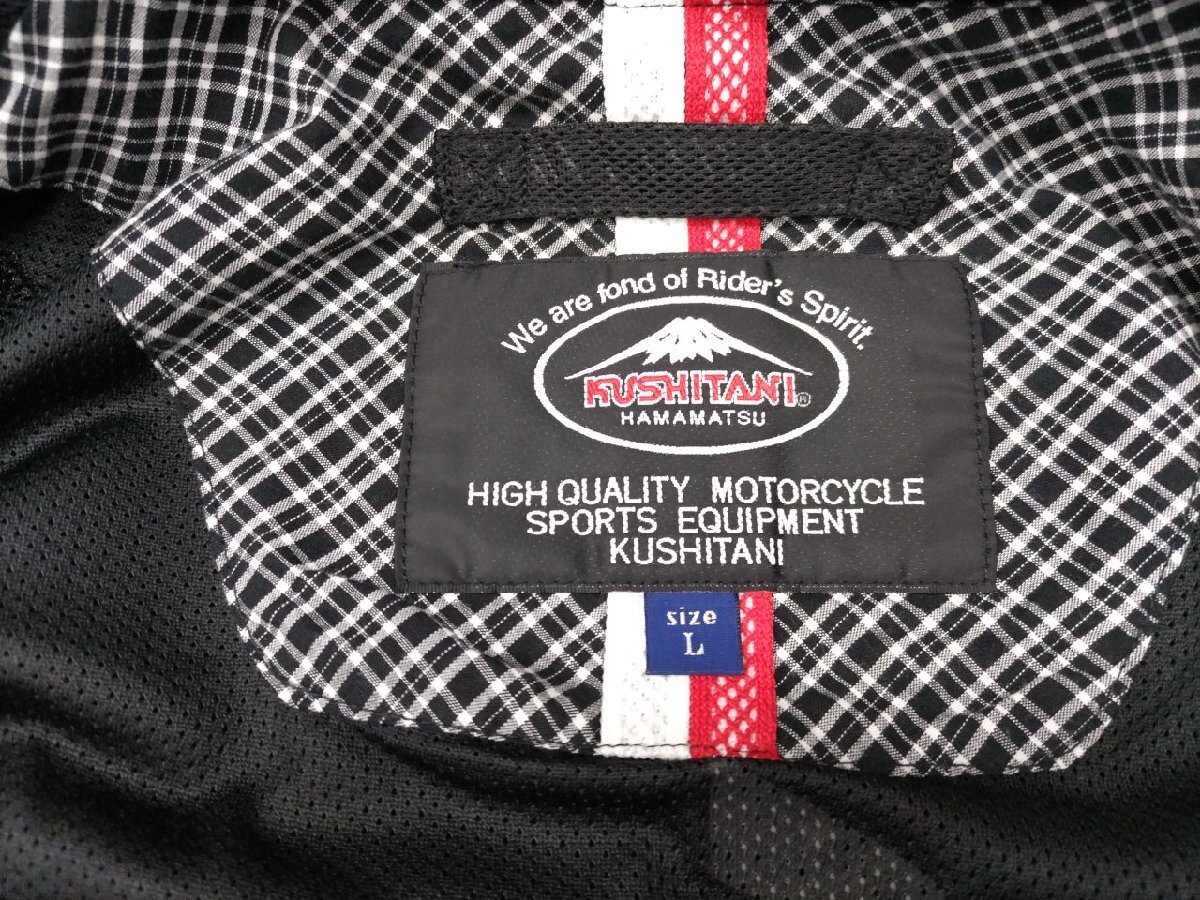 We are fond of Rider's Spirit.
KUSHITANI®
HAMAMATSU
HIGH QUALITY MOTORCYCLE
SPORTS EQUIPMENT
KUSHITANI
size
L